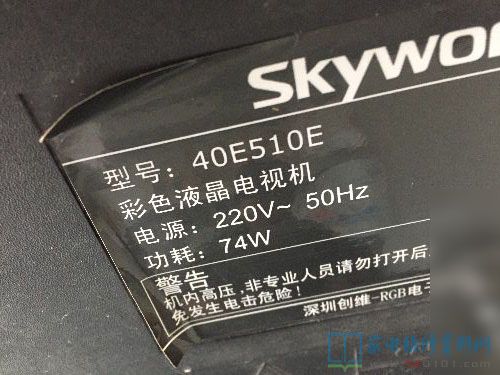 Skywor
型号：40E510E
彩色液晶电视机
电源：220V~ 50Hz
功耗：74W
警告
机内高压，非专业人员请勿打开后
免发生电击危险！
深圳创维-RGB电子